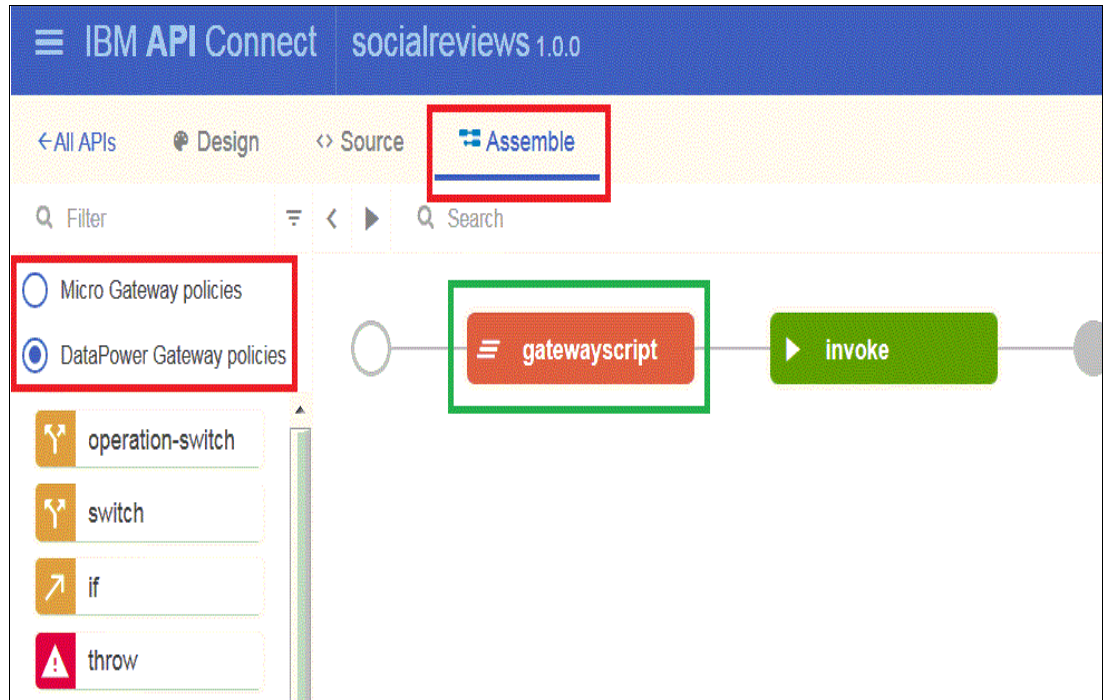 IBM API Connect socialreviews 1.0.0
All APIs Design Source Assemble
Filter Search
Micro Gateway policies
DataPower Gateway policies
gatewayscript invoke
operation-switch
switch
if
throw